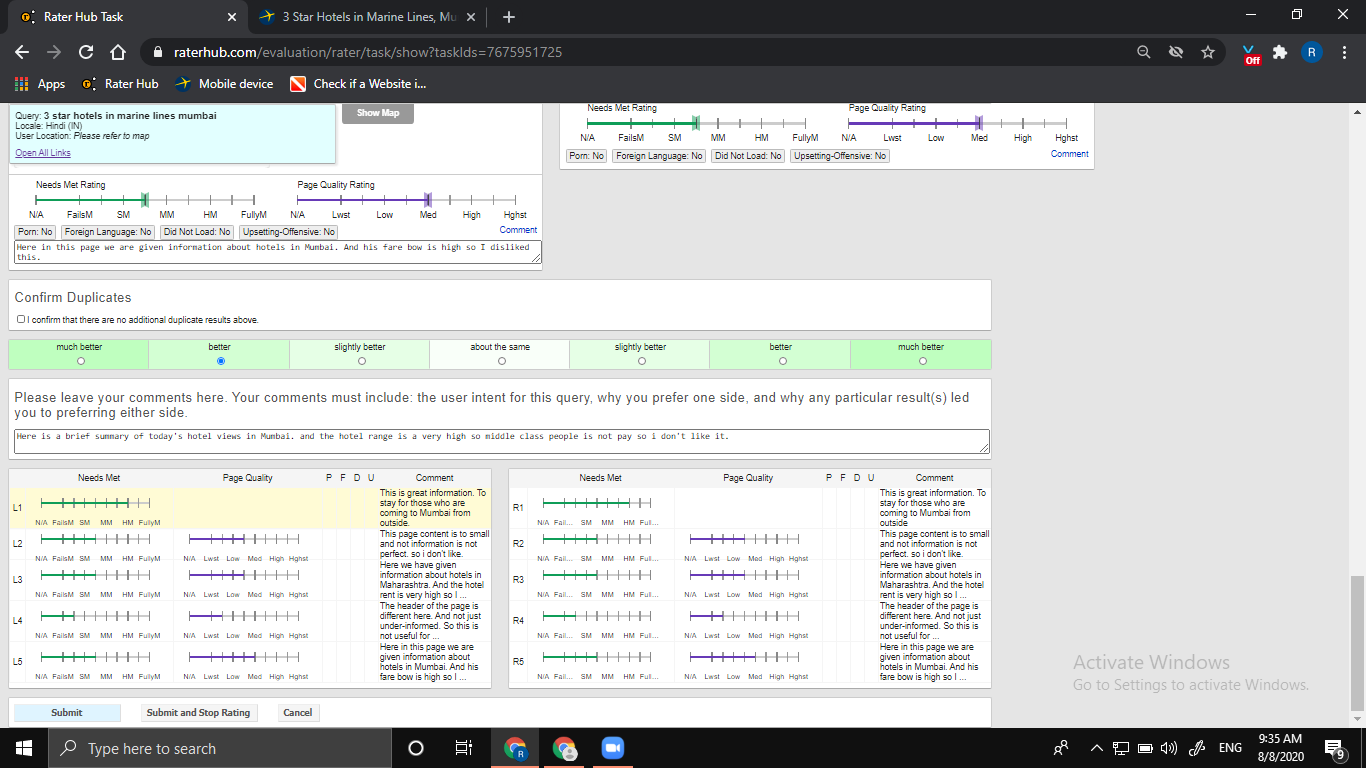 Rater Hub Task
3 Star Hotels in Marine Lines, Mu
raterhub.com/evaluation/rater/task/show?taskIds=7675951725
Off
R
Apps
Rater Hub
Mobile device
Check if a Website i...
Query: 3 star hotels in marine lines mumbai
Locale: Hindi (IN)
User Location: Please refer to map
Open All Links
Show Map
Needs Met Rating
Page Quality Rating
N/A FailsM SM MM HM FullyM
N/A Lwst Low Med High Hghst
Porn: No
Foreign Language: No
Did Not Load: No
Upsetting-Offensive: No
Comment
Needs Met Rating
Page Quality Rating
N/A FailsM SM MM HM FullyM
N/A Lwst Low Med High Hghst
Porn: No
Foreign Language: No
Did Not Load: No
Upsetting-Offensive: No
Comment
Here in this page we are given information about hotels in Mumbai. And his fare bow is high so I disliked
this.
Confirm Duplicates
I confirm that there are no additional duplicate results above.
much better
better
slightly better
about the same
slightly better
better
much better
Please leave your comments here. Your comments must include: the user intent for this query, why you prefer one side, and why any particular result(s) led
you to preferring either side.
Here is a brief summary of today's hotel views in Mumbai. and the hotel range is a very high so middle class people is not pay so i don't like it.
Needs Met Page Quality P F D U Comment
L1
N/A FailsM SM MM HM FullyM
This is great information. To
stay for those who are
coming to Mumbai from
outside.
L2
N/A FailsM SM MM HM FullyM
N/A Lwst Low Med High Hghst
This page content is to small
and not information is not
perfect. so i don't like.
L3
N/A FailsM SM MM HM FullyM
N/A Lwst Low Med High Hghst
Here we have given
information about hotels in
Maharashtra. And the hotel
rent is very high so I ...
L4
N/A FailsM SM MM HM FullyM
N/A Lwst Low Med High Hghst
The header of the page is
different here. And not just
under-informed. So this is
not useful for ...
L5
N/A FailsM SM MM HM FullyM
N/A Lwst Low Med High Hghst
Here in this page we are
given information about
hotels in Mumbai. And his
fare bow is high so I ...
Needs Met Page Quality P F D U Comment
R1
N/A Fail... SM MM HM Full...
This is great information. To
stay for those who are
coming to Mumbai from
outside
R2
N/A Fail... SM MM HM Full...
N/A Lwst Low Med High Hghst
This page content is to small
and not information is not
perfect. so i don't like.
R3
N/A Fail... SM MM HM Full...
N/A Lwst Low Med High Hghst
Here we have given
information about hotels in
Maharashtra. And the hotel
rent is very high so I ...
R4
N/A Fail... SM MM HM Full...
N/A Lwst Low Med High Hghst
The header of the page is
different here. And not just
under-informed. So this is
not useful for ...
R5
N/A Fail... SM MM HM Full...
N/A Lwst Low Med High Hghst
Here in this page we are
given information about
hotels in Mumbai. And his
fare bow is high so I ...
Submit
Submit and Stop Rating
Cancel
Activate Windows
Go to Settings to activate Windows.
Type here to search
R
ENG
9:35 AM
8/8/2020
9